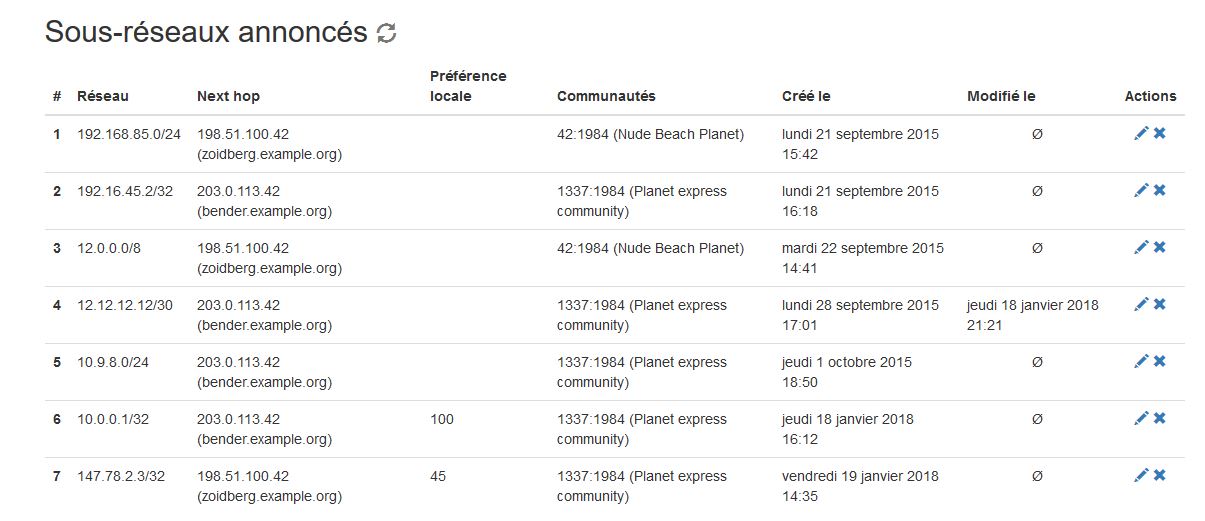 Sous-réseaux annoncés
# Réseau Next hop Préférence locale Communautés Créé le Modifié le Actions
1 192.168.85.0/24 198.51.100.42 42:1984 (Nude Beach Planet) lundi 21 septembre 2015 Ø
(zoidberg.example.org) 15:42
2 192.16.45.2/32 203.0.113.42 1337:1984 (Planet express lundi 21 septembre 2015 Ø
(bender.example.org) community) 16:18
3 12.0.0.0/8 198.51.100.42 42:1984 (Nude Beach Planet) mardi 22 septembre 2015 Ø
(zoidberg.example.org) 14:41
4 12.12.12.12/30 203.0.113.42 1337:1984 (Planet express lundi 28 septembre 2015 jeudi 18 janvier 2018
(bender.example.org) community) 17:01 21:21
5 10.9.8.0/24 203.0.113.42 1337:1984 (Planet express jeudi 1 octobre 2015 Ø
(bender.example.org) community) 18:50
6 10.0.0.1/32 203.0.113.42 100 1337:1984 (Planet express jeudi 18 janvier 2018 Ø
(bender.example.org) community) 16:12
7 147.78.2.3/32 198.51.100.42 45 1337:1984 (Planet express vendredi 19 janvier 2018 Ø
(zoidberg.example.org) community) 14:35